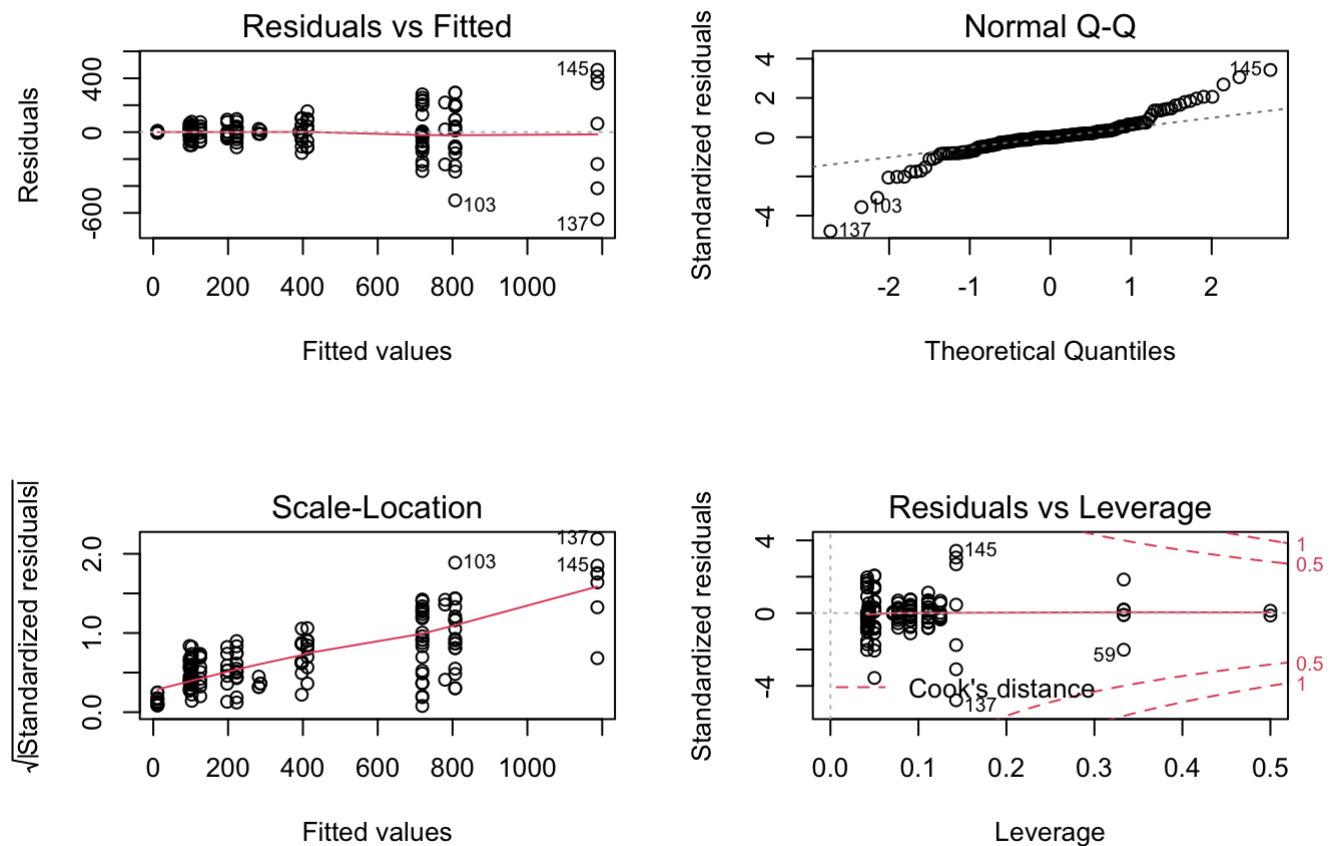 Residuals vs Fitted
Residuals
400
0
-600
145
103
137
0 200 400 600 800 1000
Fitted values
Normal Q-Q
Standardized residuals
4
2
0
-4
145
103
137
-2 -1 0 1 2
Theoretical Quantiles
Scale-Location
√|Standardized residuals|
2.0
1.0
0.0
137
103
145
0 200 400 600 800 1000
Fitted values
Residuals vs Leverage
Standardized residuals
4
0
-4
145
59
137
Cook's distance
1
0.5
0.5
1
0.0 0.1 0.2 0.3 0.4 0.5
Leverage